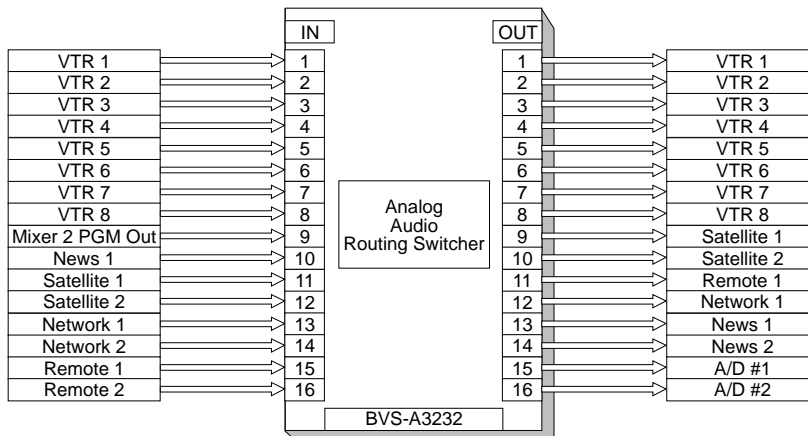 IN OUT
VTR 1 1 1 VTR 1
VTR 2 2 2 VTR 2
VTR 3 3 3 VTR 3
VTR 4 4 4 VTR 4
VTR 5 5 5 VTR 5
VTR 6 6 6 VTR 6
VTR 7 7 7 VTR 7
VTR 8 8 8 VTR 8
Mixer 2 PGM Out 9 9 Satellite 1
News 1 10 10 Satellite 2
Satellite 1 11 11 Remote 1
Satellite 2 12 12 Network 1
Network 1 13 13 News 1
Network 2 14 14 News 2
Remote 1 15 15 A/D #1
Remote 2 16 16 A/D #2
Analog
Audio
Routing Switcher
BVS-A3232